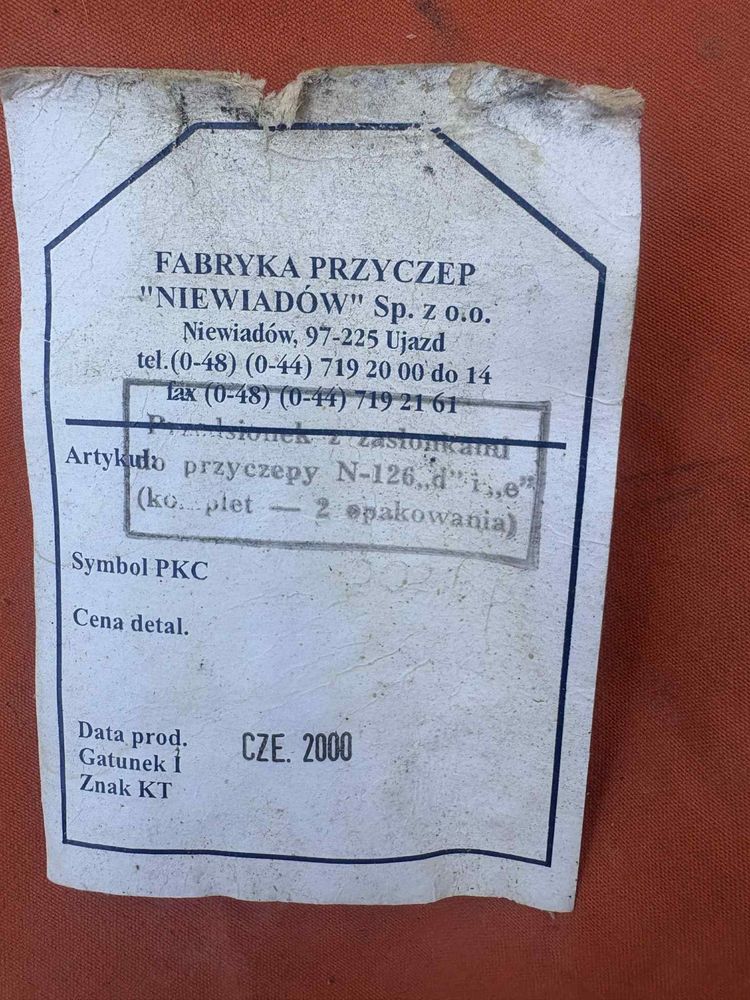 FABRYKA PRZYCZEP
"NIEWIADÓW" Sp. z o.o.
Niewiadów, 97-225 Ujazd
tel.(0-48) (0-44) 719 20 00 do 14
fax (0-48) (0-44) 719 21 61
Przedsionek z zasłonkami
Artykuł:
do przyczepy N-126 „d” i „e”
(komplet — 2 opakowania)
Symbol PKC
Cena detal.
Data prod. CZE. 2000
Gatunek I
Znak KT